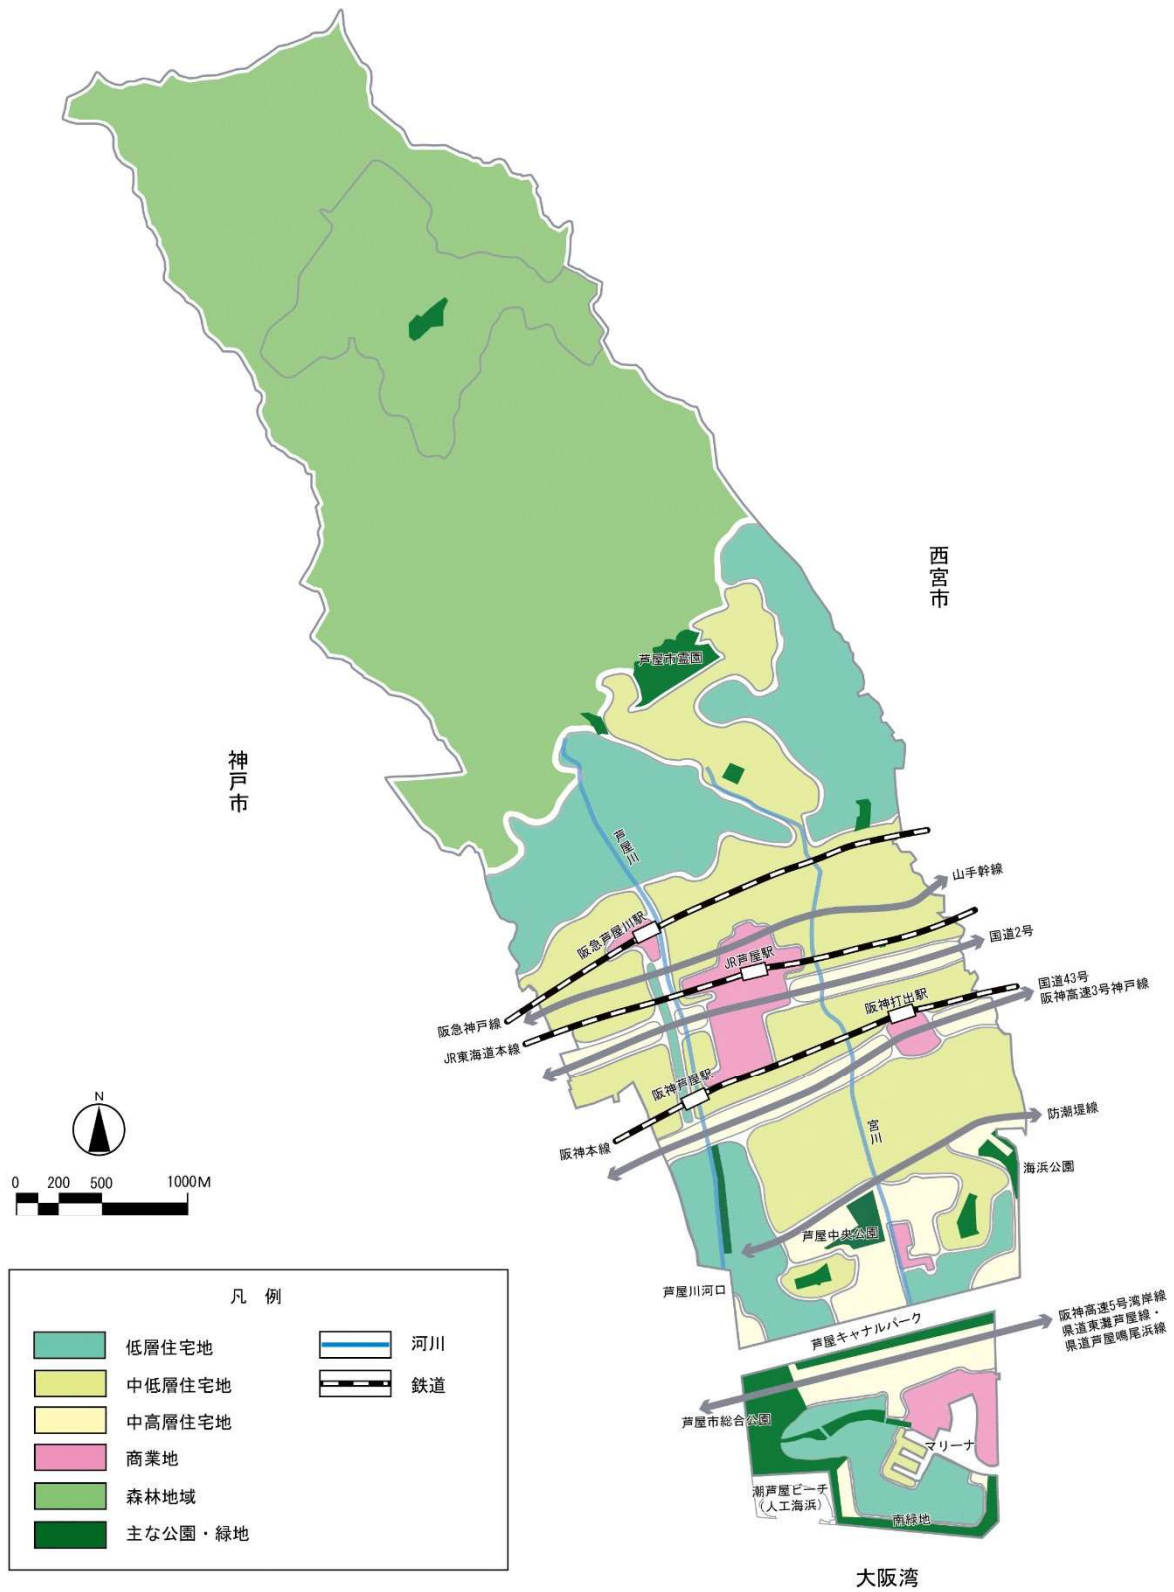 西宮市
芦屋市霊園
神戸市
芦屋川
山手幹線
阪急芦屋川駅
国道2号
JR芦屋駅
国道43号
阪神高速3号神戸線
阪神打出駅
阪急神戸線
JR東海道本線
阪神芦屋駅
N
防潮堤線
宮川
阪神本線
海浜公園
0 200 500 1000M
芦屋中央公園
凡 例
芦屋川河口
低層住宅地
河川
中低層住宅地
鉄道
中高層住宅地
商業地
森林地域
主な公園・緑地
芦屋キャナルパーク
阪神高速5号湾岸線・
県道東灘芦屋線・
県道芦屋鳴尾浜線
芦屋市総合公園
マリーナ
潮芦屋ビーチ
（人工海浜）
南緑地
大阪湾